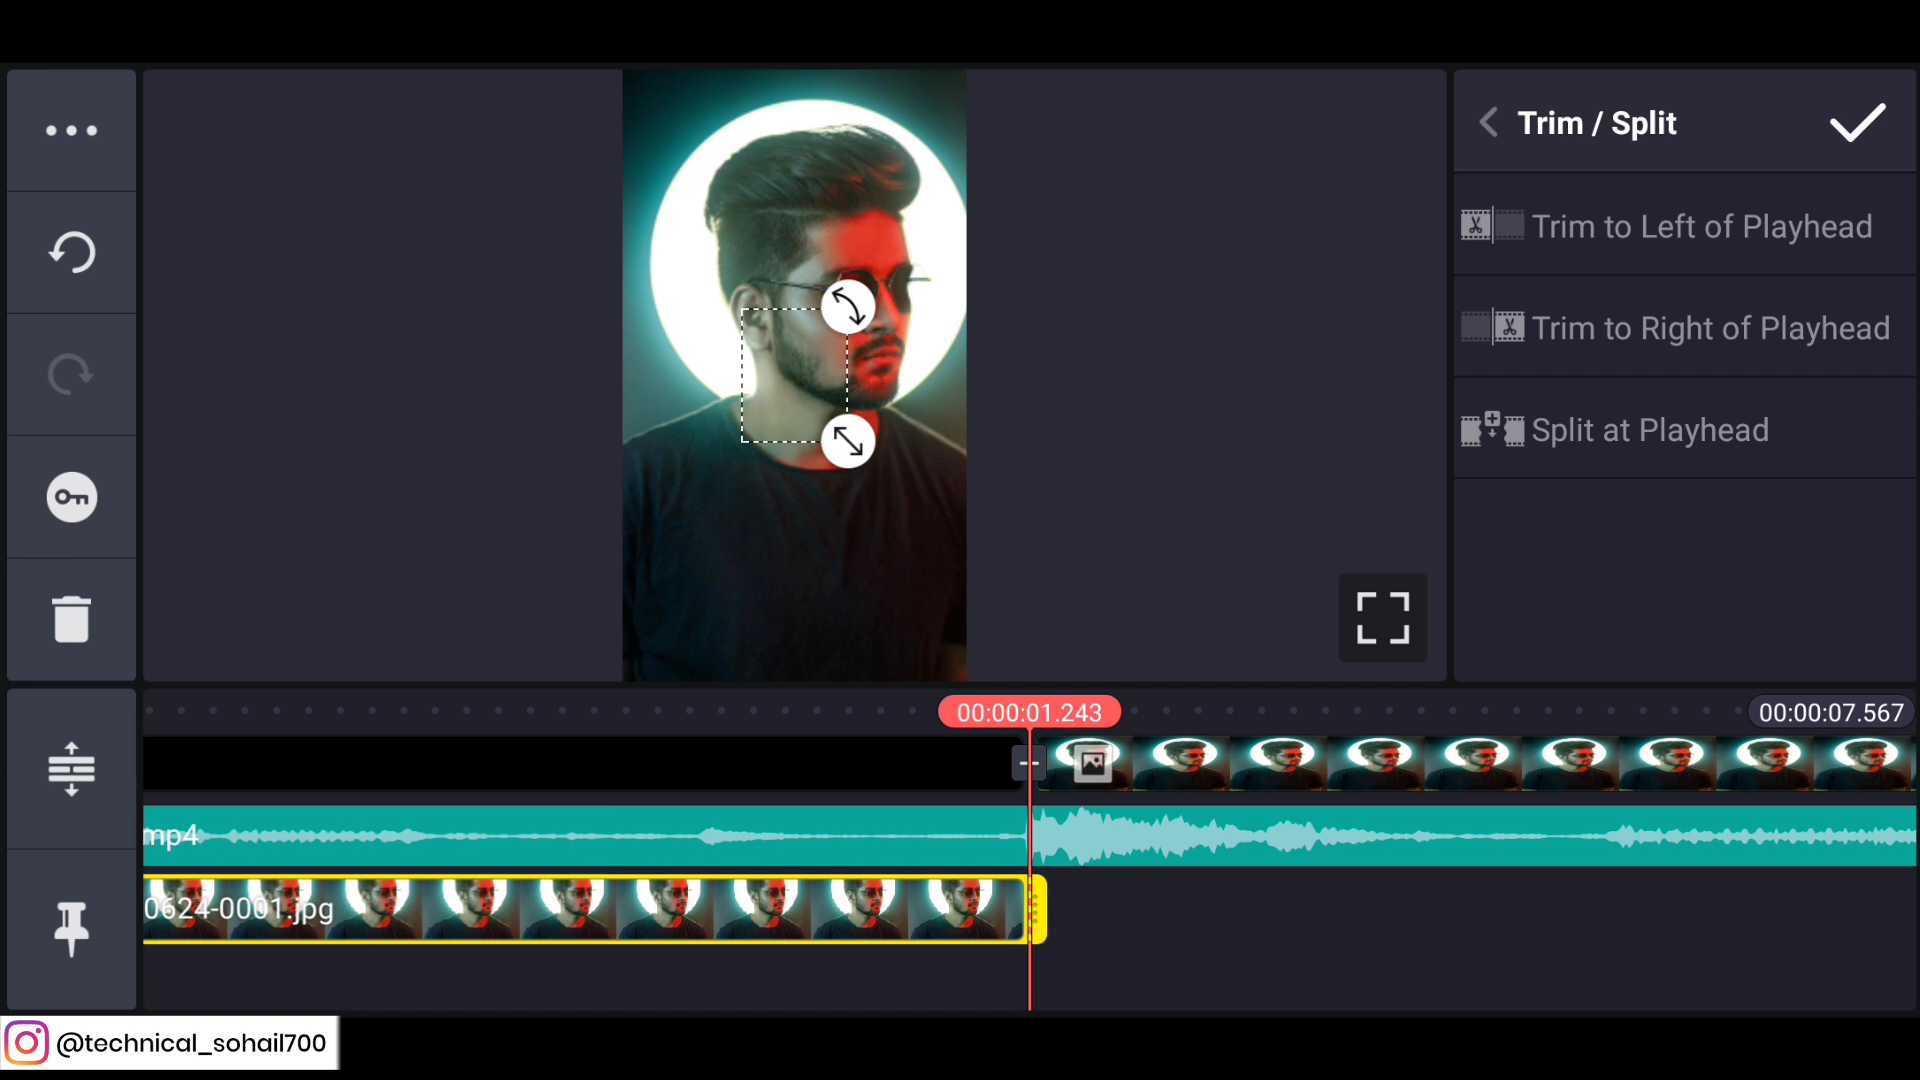 Trim / Split
Trim to Left of Playhead
Trim to Right of Playhead
Split at Playhead
00:00:01.243
00:00:07.567
mp4
0624-0001.jpg
@technical_sohail700